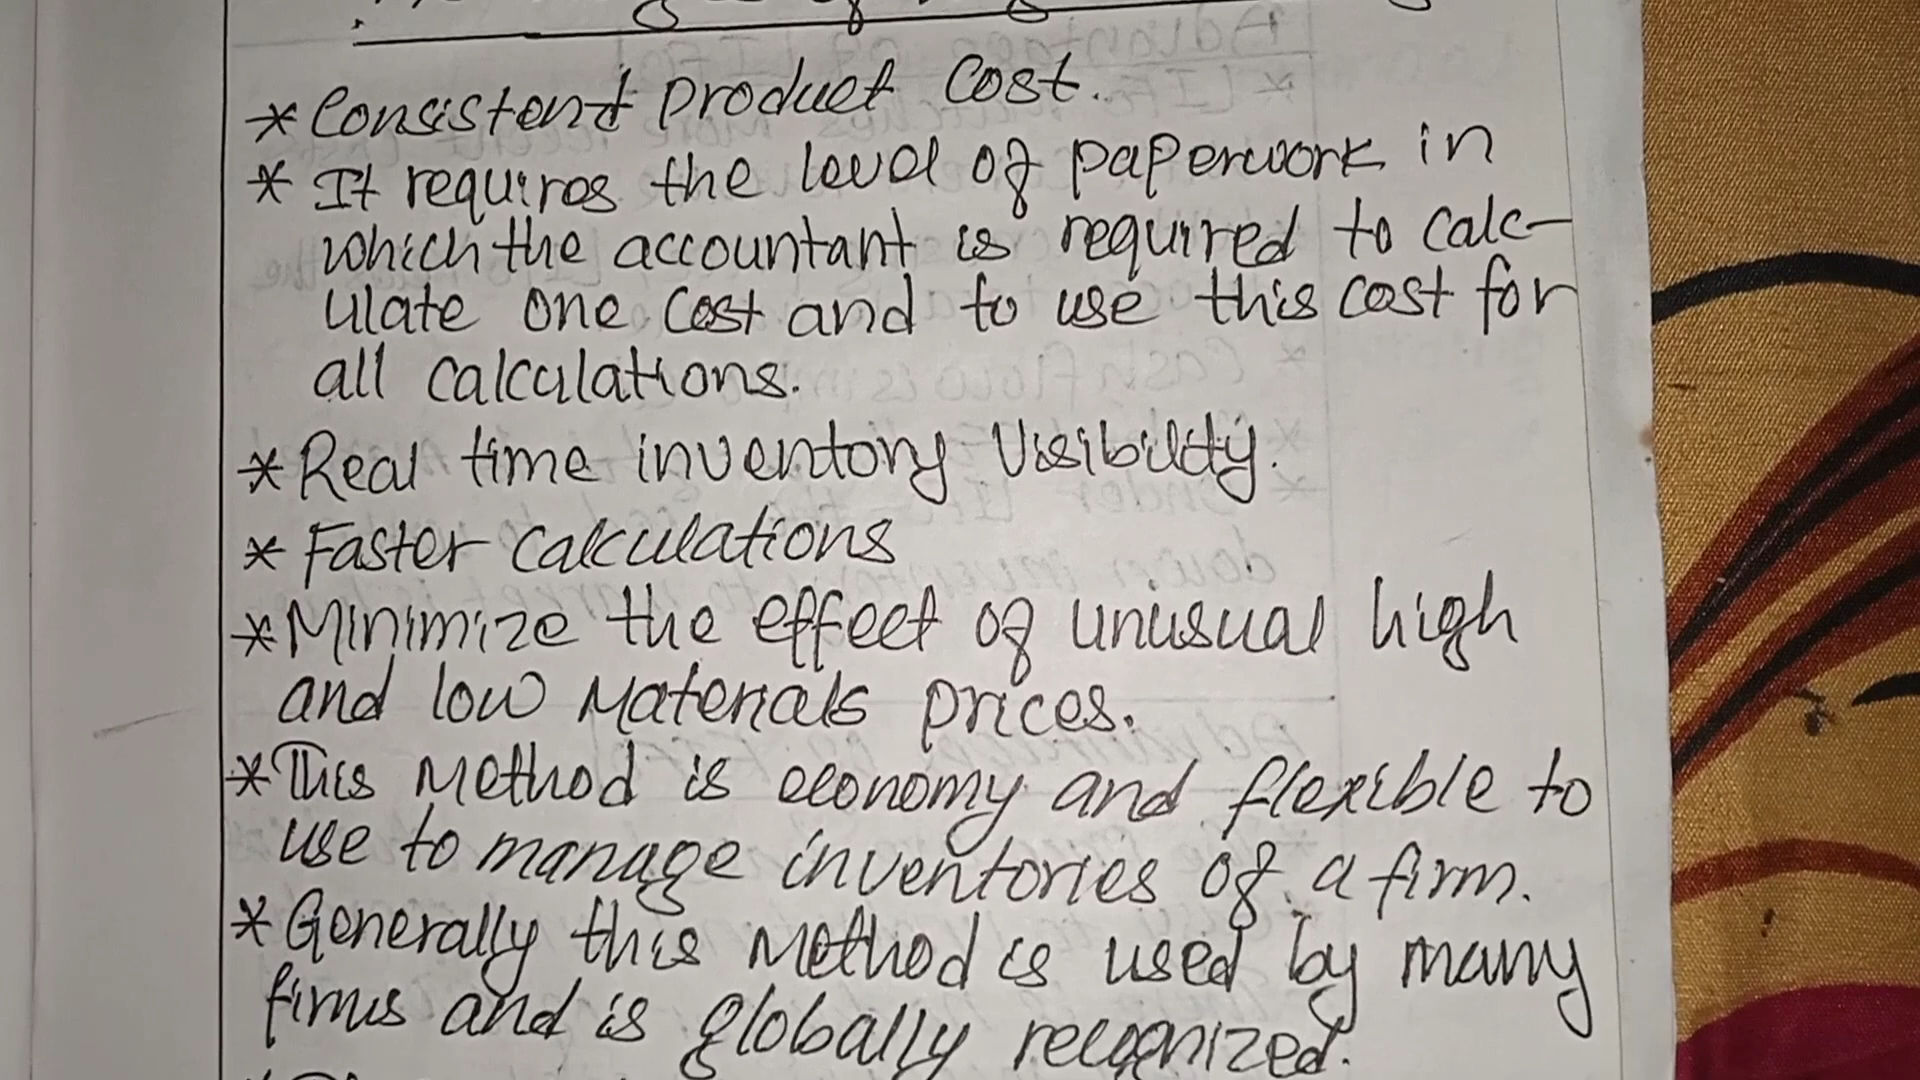 * Consistent product cost.
* It requires the level of paperwork in
which the accountant is required to calc-
ulate one cost and to use this cost for
all calculations.
* Real time inventory visibility.
* Faster calculations
* Minimize the effect of unusual high
and low materials prices.
* This method is economy and flexible to
use to manage inventories of a firm.
* Generally this method is used by many
firms and is globally recognized.